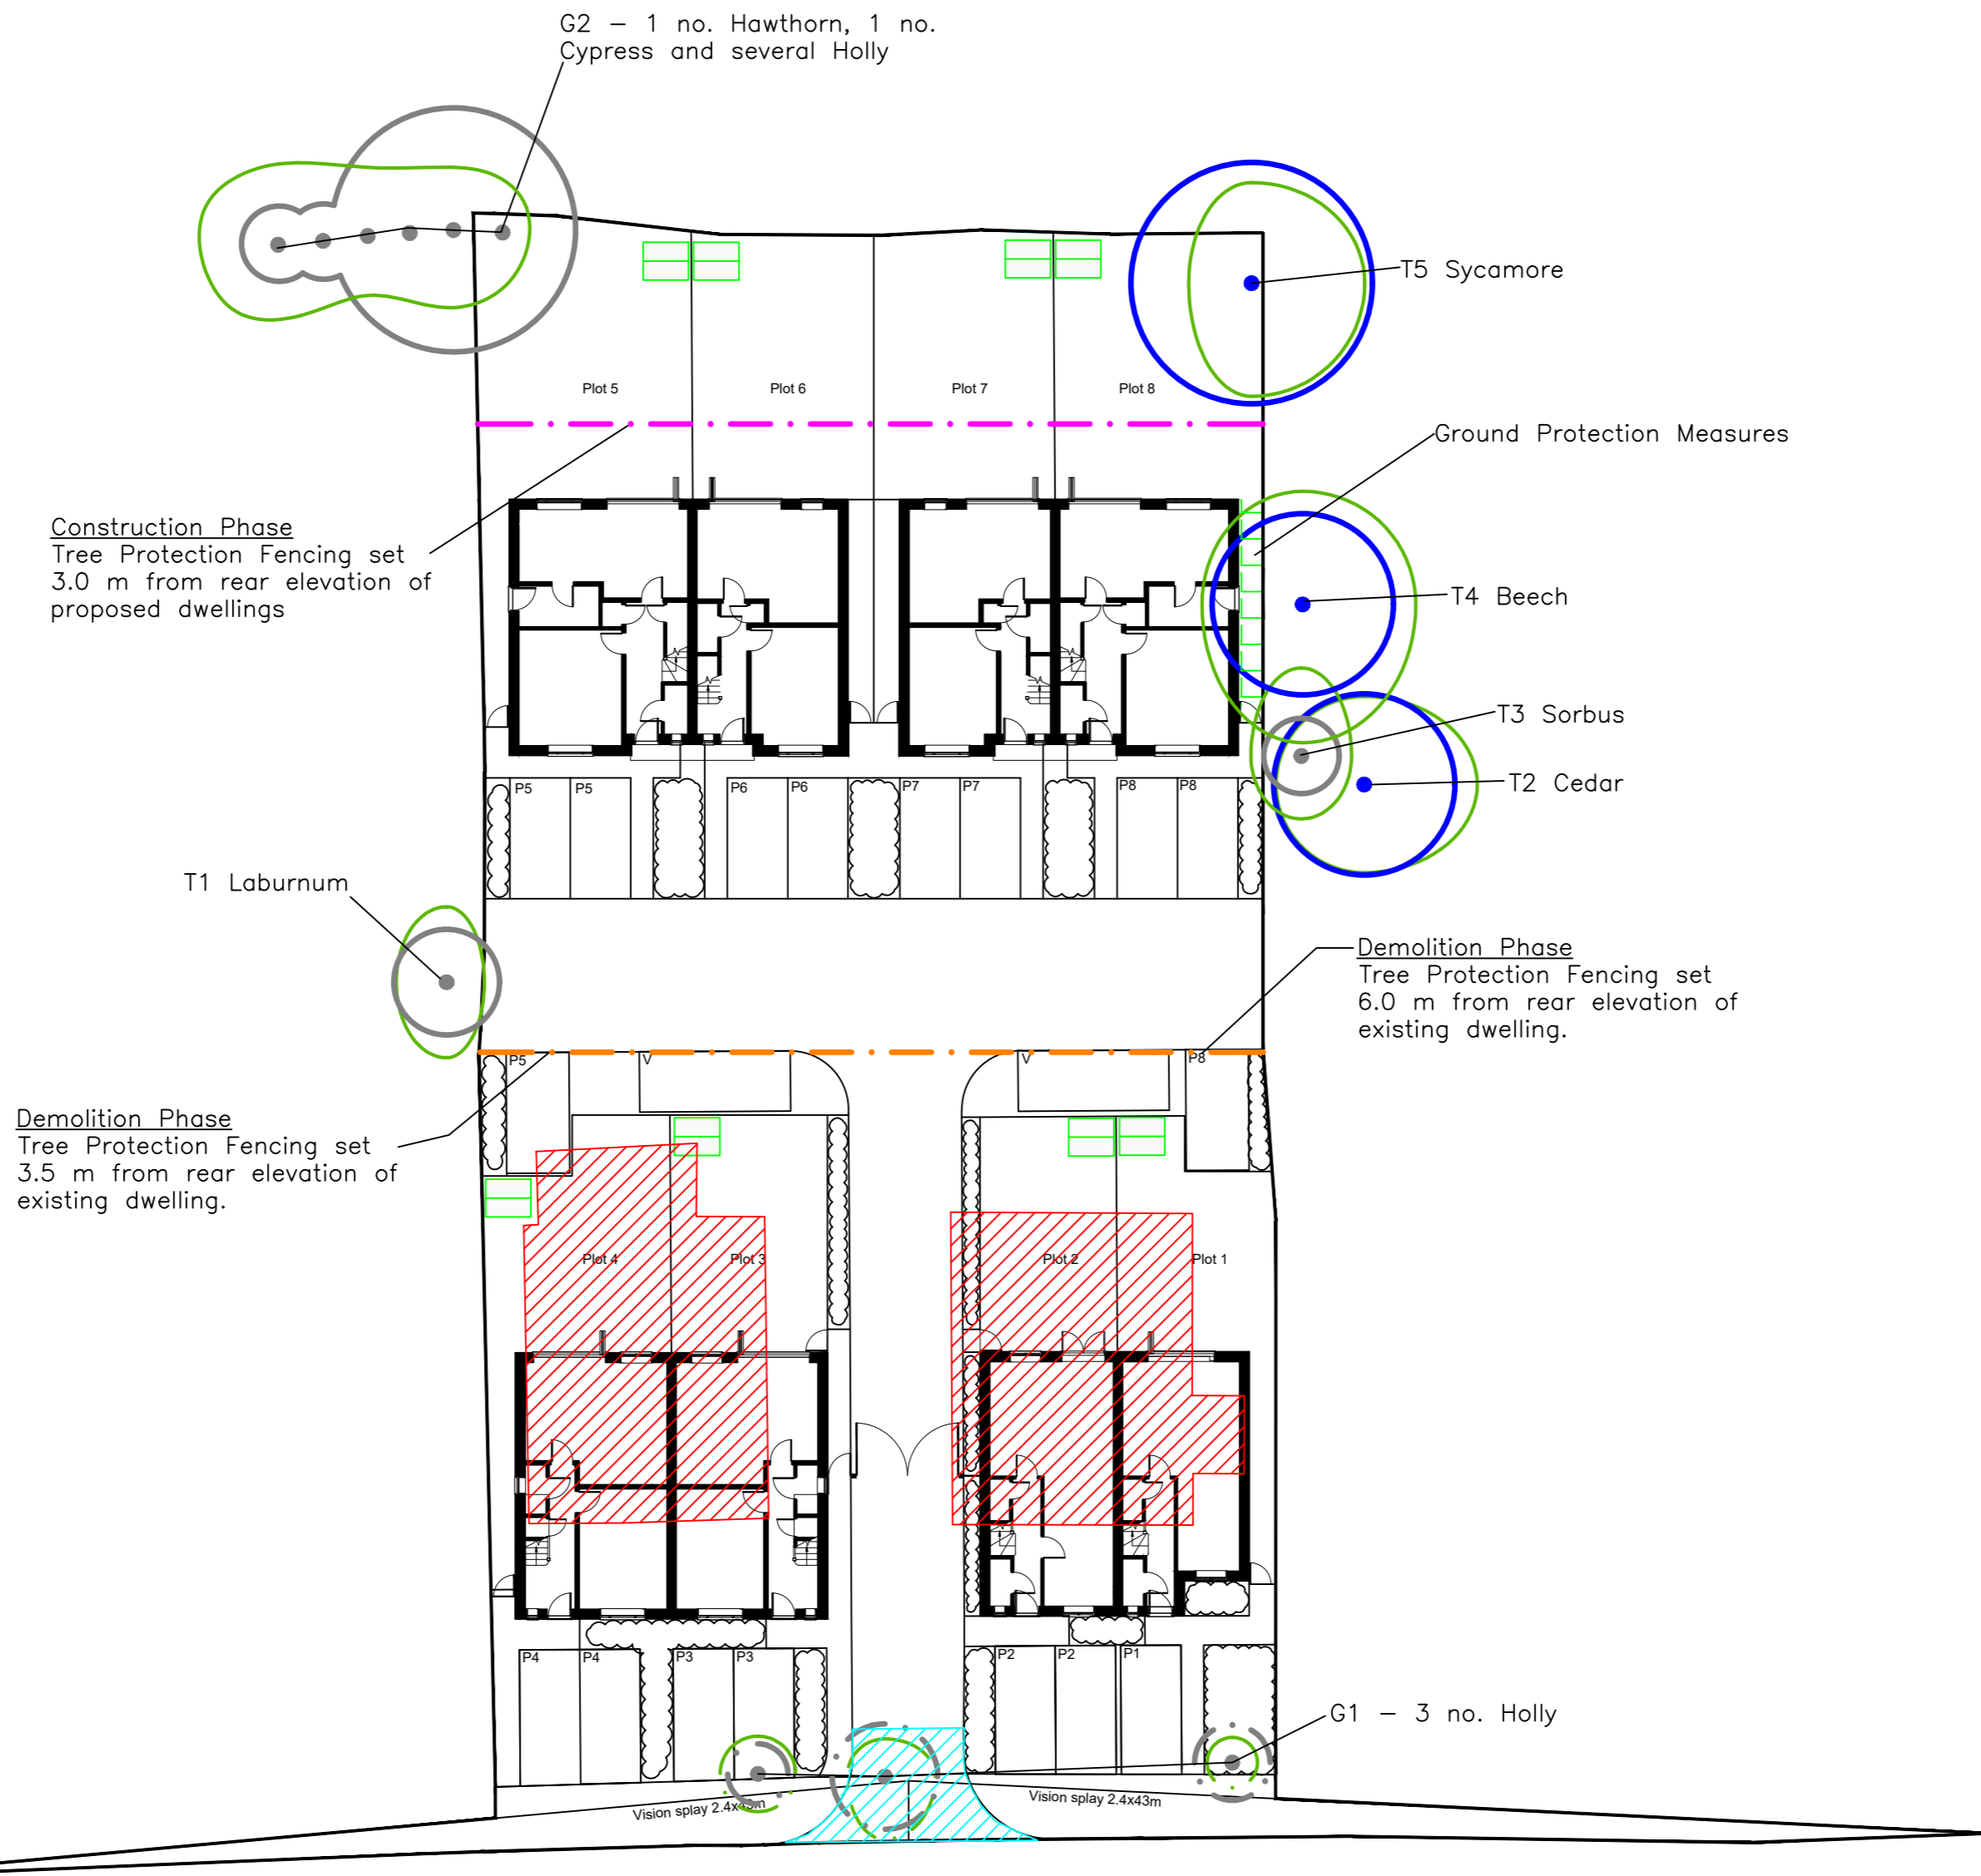 G2 – 1 no. Hawthorn, 1 no.
Cypress and several Holly
T5 Sycamore
Plot 5
Plot 6
Plot 7
Plot 8
Ground Protection Measures
Construction Phase
Tree Protection Fencing set
3.0 m from rear elevation of
proposed dwellings
T4 Beech
T3 Sorbus
T2 Cedar
P5
P5
P6
P6
P7
P7
P8
P8
T1 Laburnum
Demolition Phase
Tree Protection Fencing set
6.0 m from rear elevation of
existing dwelling.
P5
V
V
P8
Demolition Phase
Tree Protection Fencing set
3.5 m from rear elevation of
existing dwelling.
Plot 4
Plot 3
Plot 2
Plot 1
P4
P4
P3
P3
P2
P2
P1
G1 – 3 no. Holly
Vision splay 2.4x43m
Vision splay 2.4x43m